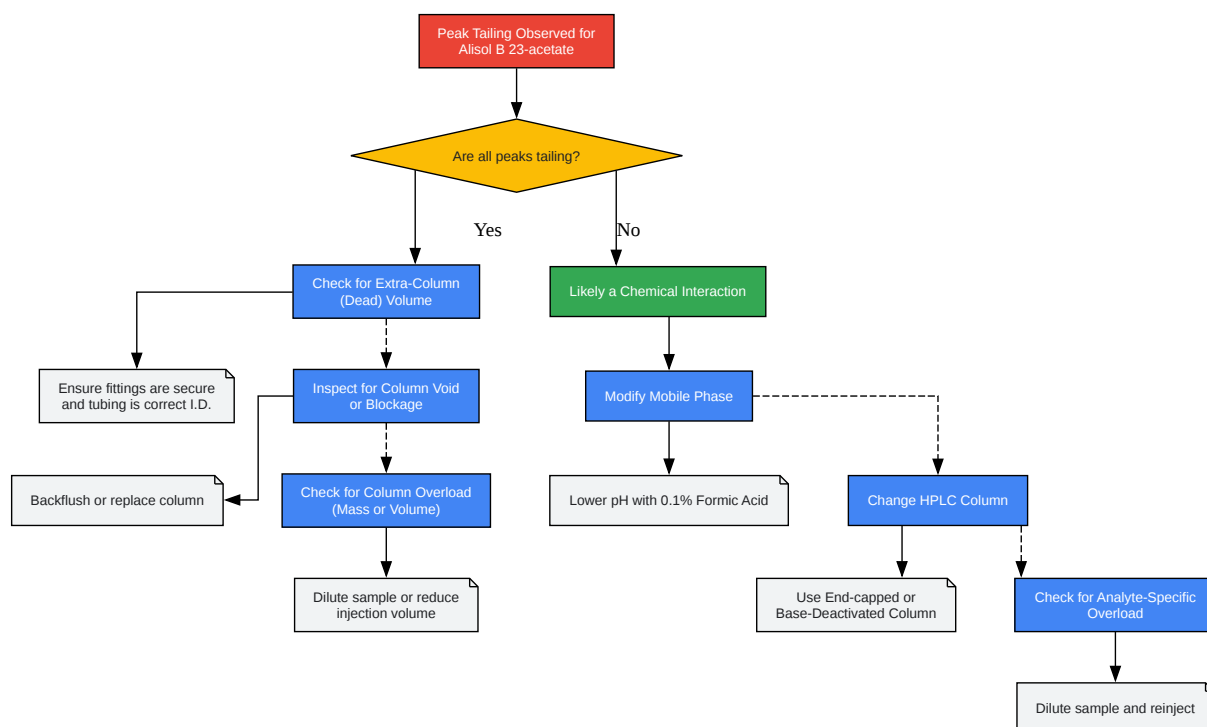 Peak Tailing Observed for
Alisol B 23-acetate
Are all peaks tailing?
Yes
No
Check for Extra-Column
(Dead) Volume
Likely a Chemical Interaction
Ensure fittings are secure
and tubing is correct I.D.
Inspect for Column Void
or Blockage
Modify Mobile Phase
Backflush or replace column
Check for Column Overload
(Mass or Volume)
Lower pH with 0.1% Formic Acid
Change HPLC Column
Dilute sample or reduce
injection volume
Use End-capped or
Base-Deactivated Column
Check for Analyte-Specific
Overload
Dilute sample and reinject